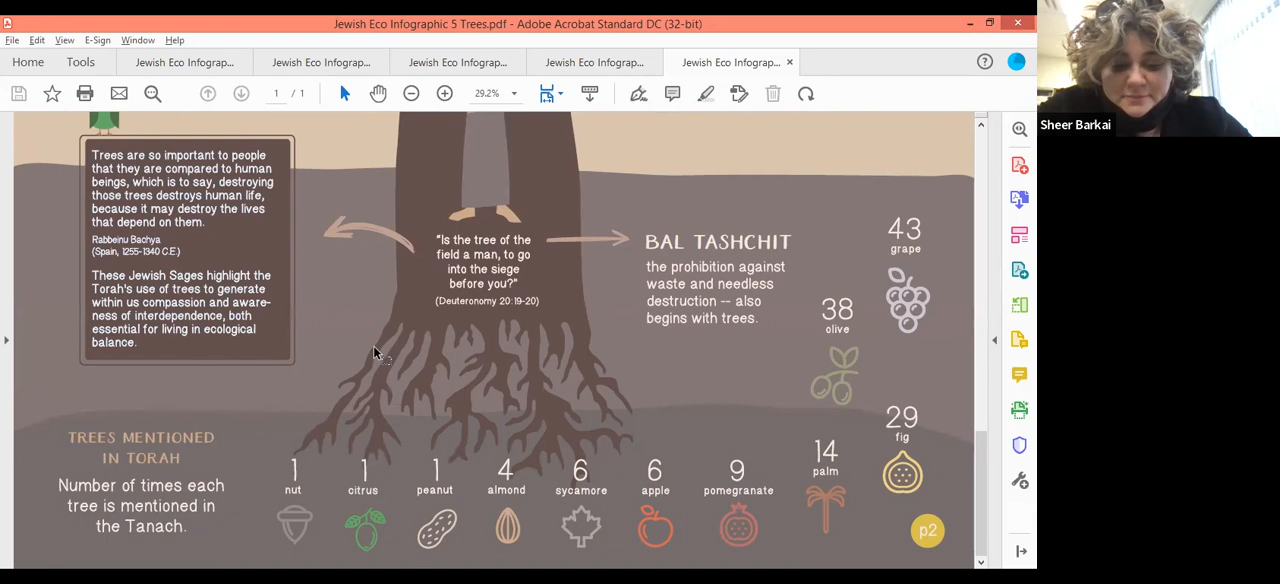 Jewish Eco Infographic 5 Trees.pdf - Adobe Acrobat Standard DC (32-bit)
File Edit View E-Sign Window Help
Home Tools Jewish Eco Infograp... Jewish Eco Infograp... Jewish Eco Infograp... Jewish Eco Infograp... Jewish Eco Infograp... ×
1 / 1 29.2%
Sheer Barkai
Trees are so important to people
that they are compared to human
beings, which is to say, destroying
those trees destroys human life,
because it may destroy the lives
that depend on them.
Rabbeinu Bachya
(Spain, 1255-1340 C.E.)
These Jewish Sages highlight the
Torah's use of trees to generate
within us compassion and aware-
ness of interdependence, both
essential for living in ecological
balance.
"Is the tree of the
field a man, to go
into the siege
before you?"
(Deuteronomy 20:19-20)
BAL TASHCHIT
the prohibition against
waste and needless
destruction -- also
begins with trees.
TREES MENTIONED
IN TORAH
Number of times each
tree is mentioned in
the Tanach.
1
nut
1
citrus
1
peanut
4
almond
6
sycamore
6
apple
9
pomegranate
14
palm
29
fig
38
olive
43
grape
p2